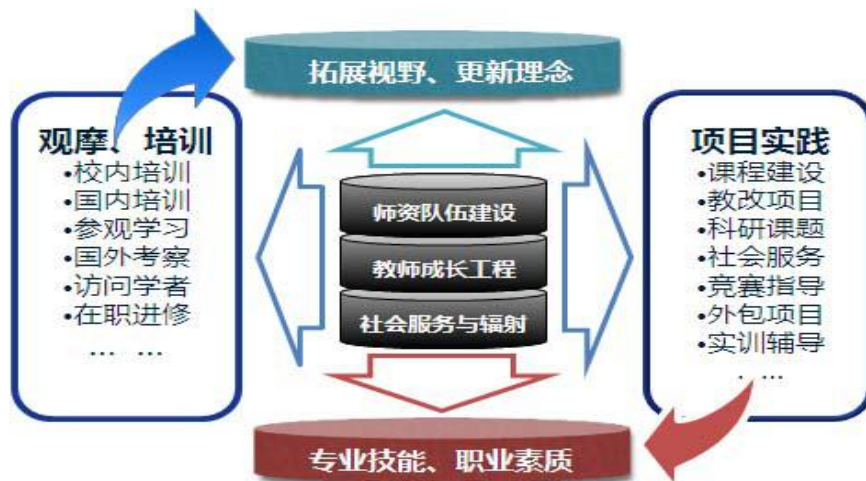 拓展视野、更新理念
观摩、培训
•校内培训
•国内培训
•参观学习
•国外考察
•访问学者
•在职进修
… …
师资队伍建设
教师成长工程
社会服务与辐射
项目实践
•课程建设
•教改项目
•科研课题
•社会服务
•竞赛指导
•外包项目
•实训辅导
… …
专业技能、职业素质